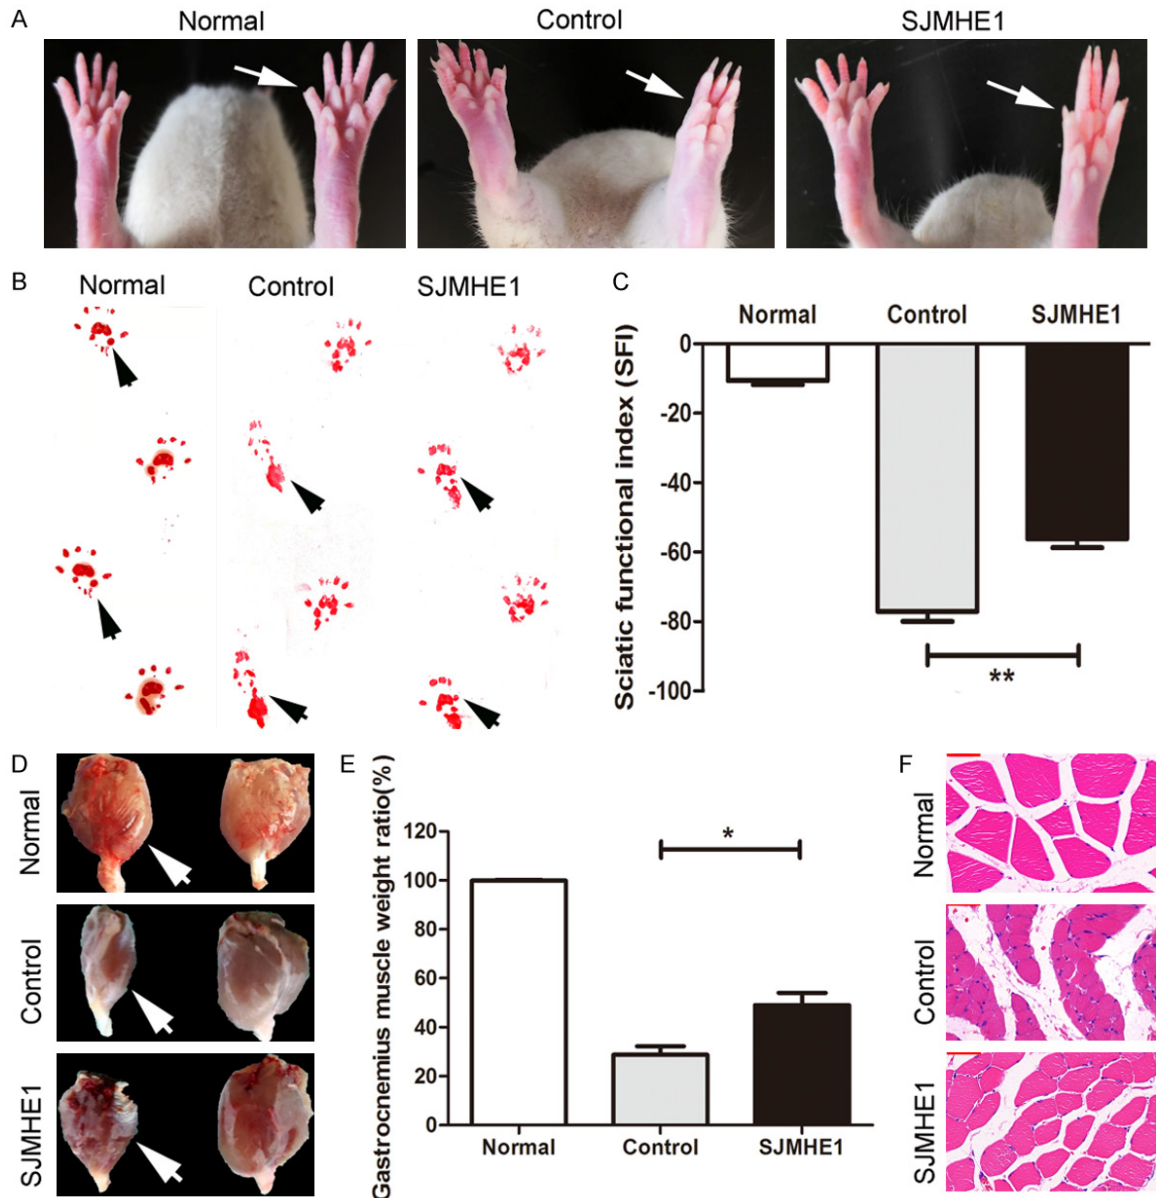 A
Normal
Control
SJMHE1
B
Normal
Control
SJMHE1
C
Normal
Control
SJMHE1
Sciatic functional index (SFI)
0
-20
-40
-60
-80
-100
**
D
Normal
Control
SJMHE1
E
Gastrocnemius muscle weight ratio(%)
120
100
80
60
40
20
0
*
Normal
Control
SJMHE1
F
Normal
Control
SJMHE1